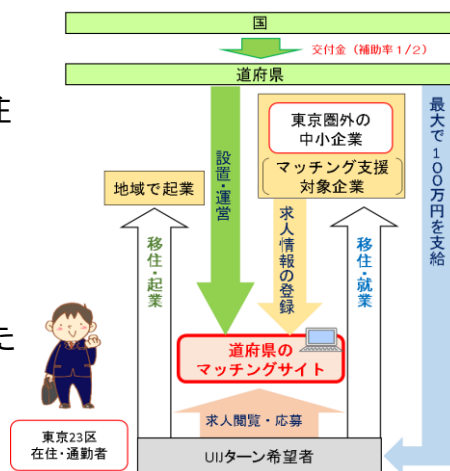 国
交付金（補助率１/２）
道府県
住
東京圏外の
中小企業
マッチング支援
対象企業
最大で１００万円を支給
設置・運営
地域で起業
求人情報の登録
移住・起業
移住・就業
た
道府県の
マッチングサイト
求人閲覧・応募
東京23区
在住・通勤者
UIJターン希望者